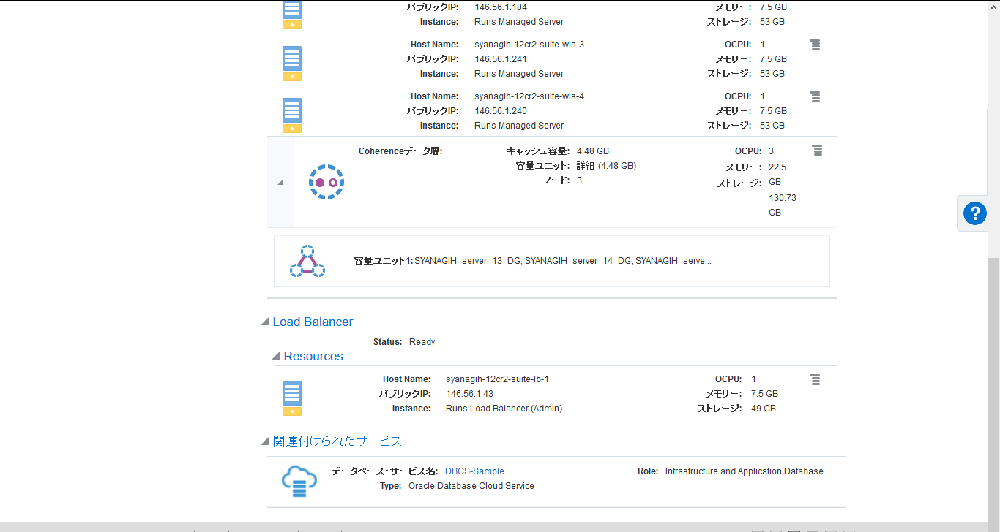 パブリックIP: 146.56.1.184 メモリー: 7.5 GB
Instance: Runs Managed Server ストレージ: 53 GB
Host Name: syanagih-12cr2-suite-wls-3 OCPU: 1
パブリックIP: 146.56.1.241 メモリー: 7.5 GB
Instance: Runs Managed Server ストレージ: 53 GB
Host Name: syanagih-12cr2-suite-wls-4 OCPU: 1
パブリックIP: 146.56.1.240 メモリー: 7.5 GB
Instance: Runs Managed Server ストレージ: 53 GB
Coherenceデータ層: キャッシュ容量: 4.48 GB OCPU: 3
容量ユニット: 詳細 (4.48 GB) メモリー: 22.5
ノード: 3 ストレージ: GB
130.73
GB
?
容量ユニット1: SYANAGIH_server_13_DG, SYANAGIH_server_14_DG, SYANAGIH_serve...
Load Balancer
Status: Ready
Resources
Host Name: syanagih-12cr2-suite-lb-1 OCPU: 1
パブリックIP: 146.56.1.43 メモリー: 7.5 GB
Instance: Runs Load Balancer (Admin) ストレージ: 49 GB
関連付けられたサービス
データベース・サービス名: DBCS-Sample Role: Infrastructure and Application Database
Type: Oracle Database Cloud Service